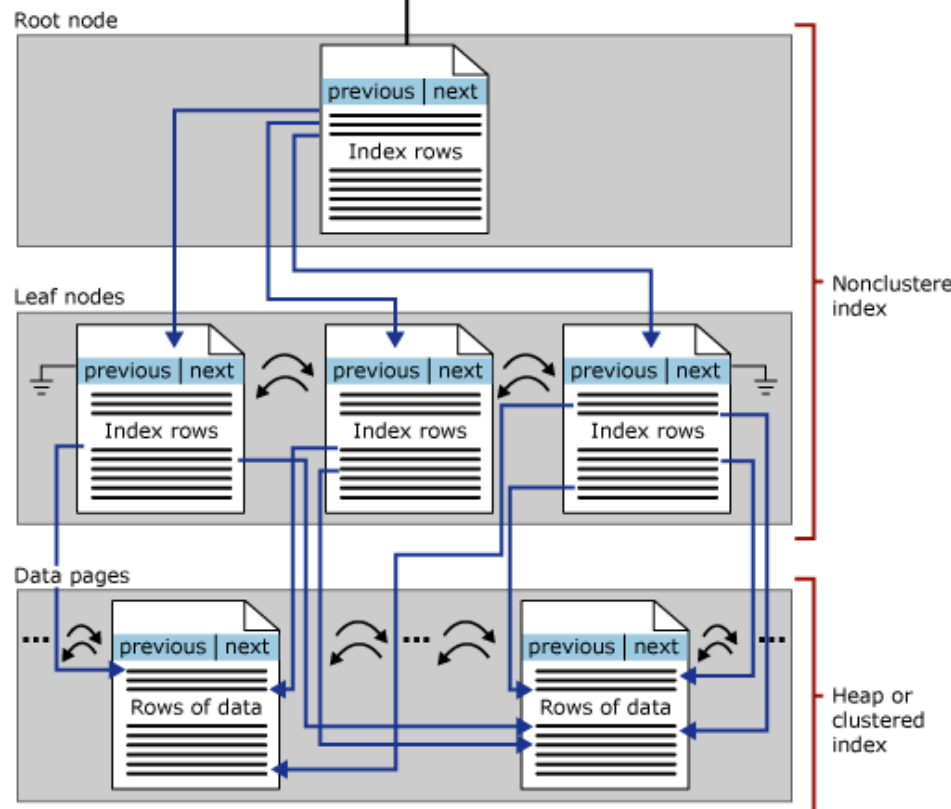 Root node
previous next
Index rows
Nonclustere
index
Leaf nodes
previous next
previous next
previous next
Index rows
Index rows
Index rows
Data pages
... ... ...
previous next
previous next
Rows of data
Rows of data
Heap or
clustered
index